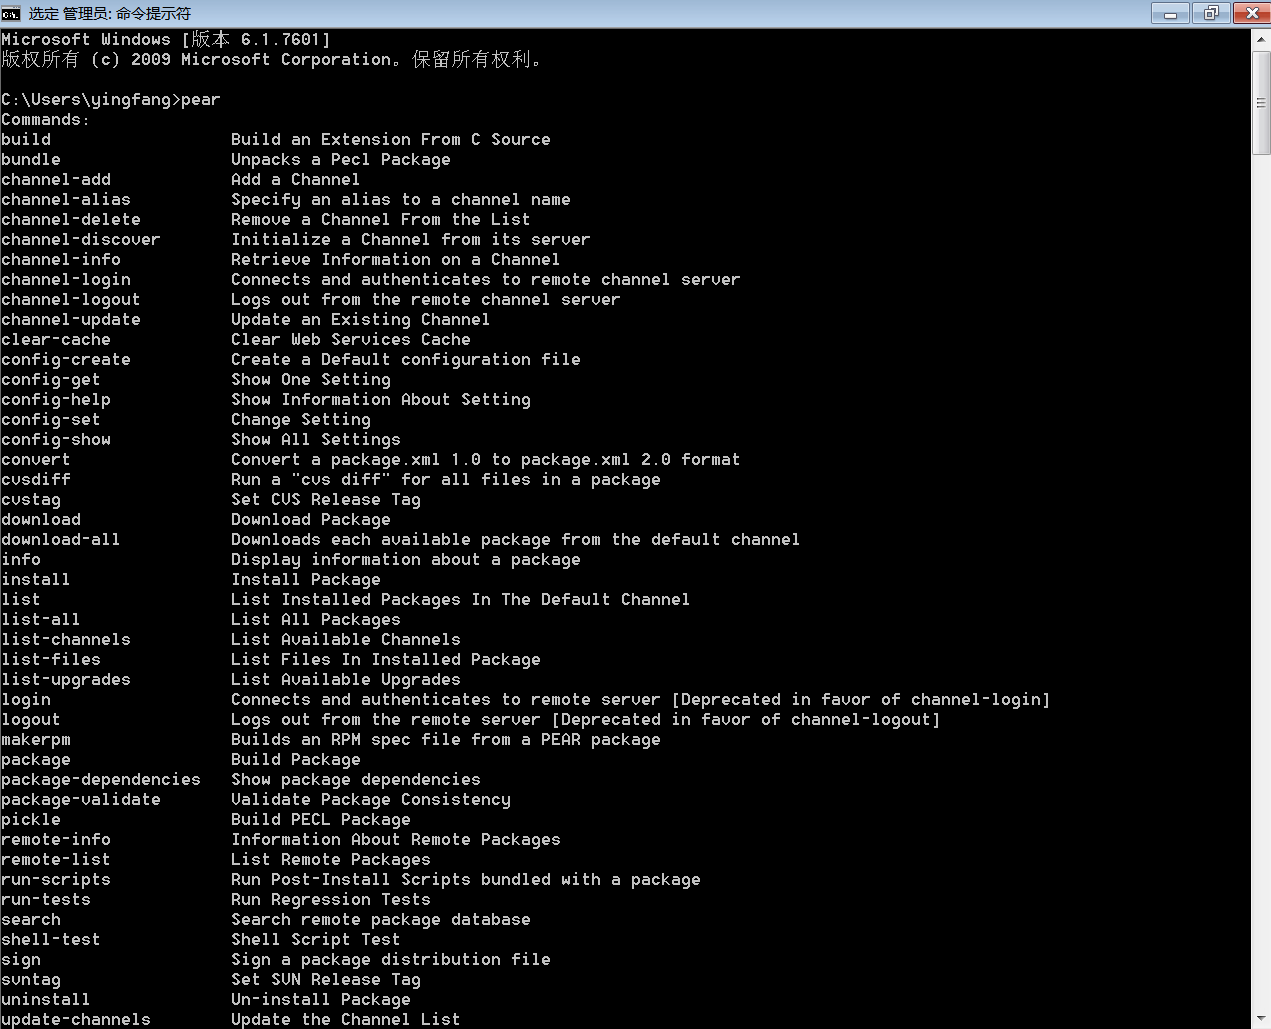 选定 管理员: 命令提示符
Microsoft Windows [版本 6.1.7601]
版权所有 (c) 2009 Microsoft Corporation。保留所有权利。
C:\Users\yingfang>pear
Commands:
build Build an Extension From C Source
bundle Unpacks a Pecl Package
channel-add Add a Channel
channel-alias Specify an alias to a channel name
channel-delete Remove a Channel From the List
channel-discover Initialize a Channel from its server
channel-info Retrieve Information on a Channel
channel-login Connects and authenticates to remote channel server
channel-logout Logs out from the remote channel server
channel-update Update an Existing Channel
clear-cache Clear Web Services Cache
config-create Create a Default configuration file
config-get Show One Setting
config-help Show Information About Setting
config-set Change Setting
config-show Show All Settings
convert Convert a package.xml 1.0 to package.xml 2.0 format
cvsdiff Run a "cvs diff" for all files in a package
cvstag Set CVS Release Tag
download Download Package
download-all Downloads each available package from the default channel
info Display information about a package
install Install Package
list List Installed Packages In The Default Channel
list-all List All Packages
list-channels List Available Channels
list-files List Files In Installed Package
list-upgrades List Available Upgrades
login Connects and authenticates to remote server [Deprecated in favor of channel-login]
logout Logs out from the remote server [Deprecated in favor of channel-logout]
makerpm Builds an RPM spec file from a PEAR package
package Build Package
package-dependencies Show package dependencies
package-validate Validate Package Consistency
pickle Build PECL Package
remote-info Information About Remote Packages
remote-list List Remote Packages
run-scripts Run Post-Install Scripts bundled with a package
run-tests Run Regression Tests
search Search remote package database
shell-test Shell Script Test
sign Sign a package distribution file
svntag Set SVN Release Tag
uninstall Un-install Package
update-channels Update the Channel List